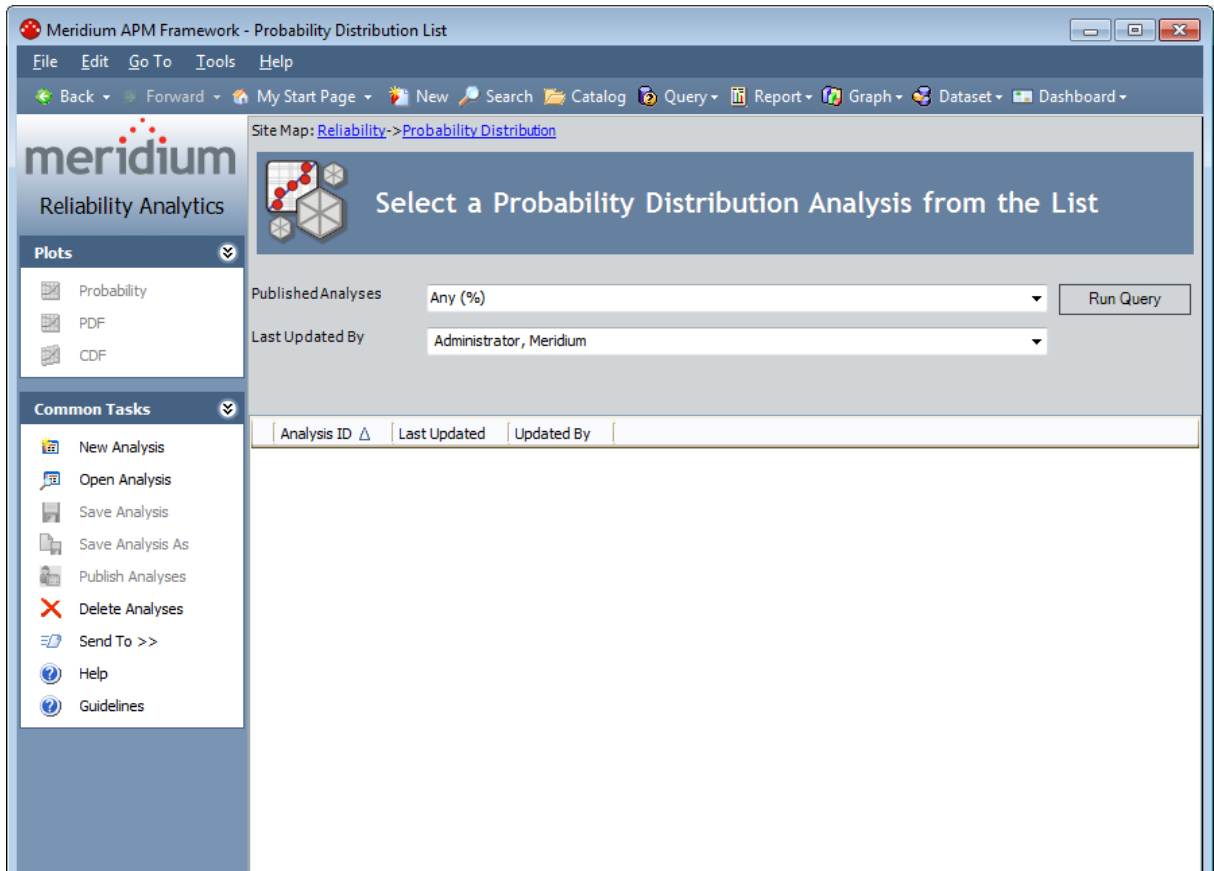 Meridium APM Framework - Probability Distribution List
File Edit Go To Tools Help
Back Forward My Start Page New Search Catalog Query Report Graph Dataset Dashboard
meridium
Reliability Analytics
Plots
Probability
PDF
CDF
Common Tasks
New Analysis
Open Analysis
Save Analysis
Save Analysis As
Publish Analyses
Delete Analyses
Send To >>
Help
Guidelines
Site Map: Reliability->Probability Distribution
Select a Probability Distribution Analysis from the List
Published Analyses Any (%) Run Query
Last Updated By Administrator, Meridium
Analysis ID Last Updated Updated By